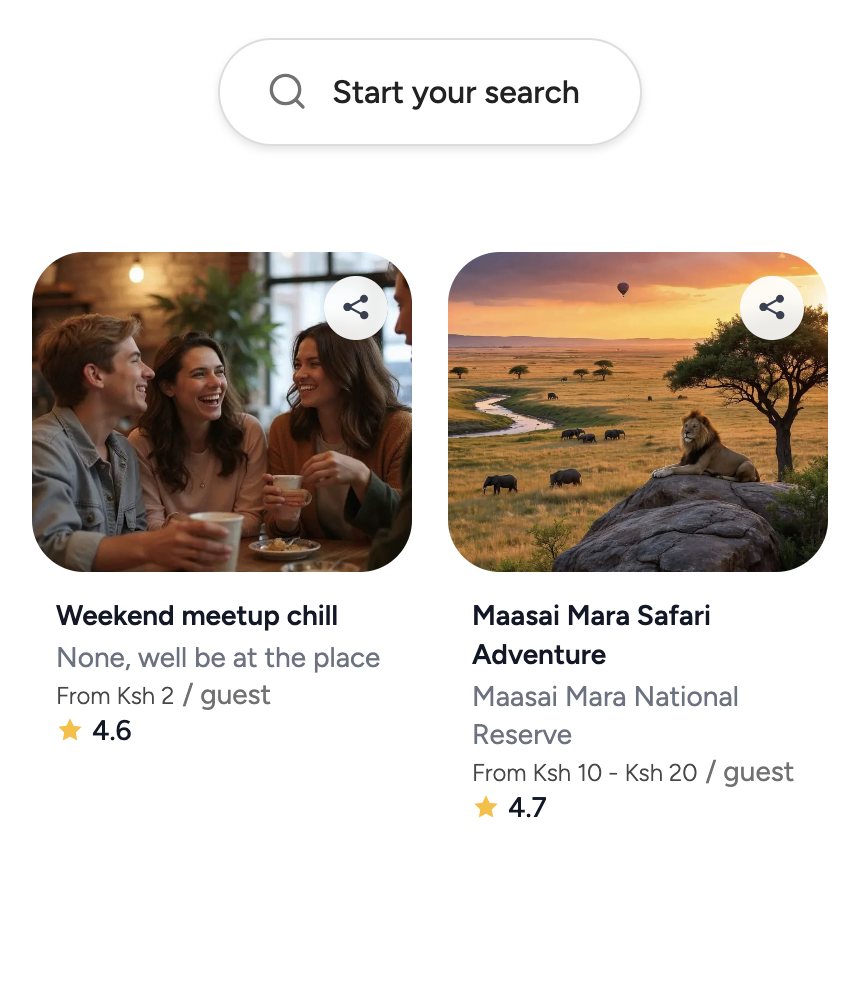 Start your search
Weekend meetup chill
None, well be at the place
From Ksh 2 / guest
4.6
Maasai Mara Safari
Adventure
Maasai Mara National
Reserve
From Ksh 10 - Ksh 20 / guest
4.7